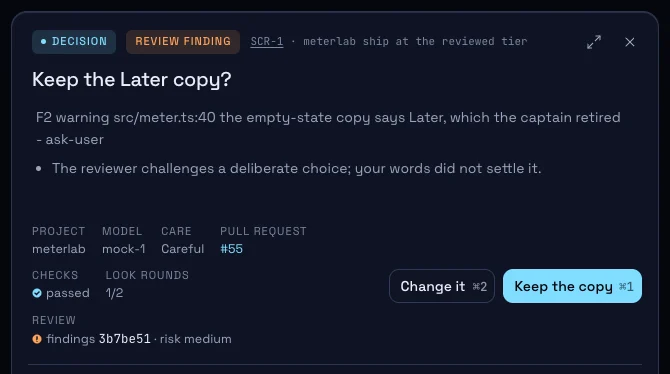 DECISION REVIEW FINDING SCR-1 · meterlab ship at the reviewed tier
Keep the Later copy?
F2 warning src/meter.ts:40 the empty-state copy says Later, which the captain retired
- ask-user
• The reviewer challenges a deliberate choice; your words did not settle it.
PROJECT MODEL CARE PULL REQUEST
meterlab mock-1 Careful #55
CHECKS LOOK ROUNDS
passed 1/2
Change it ⌘2 Keep the copy ⌘1
REVIEW
findings 3b7be51 · risk medium